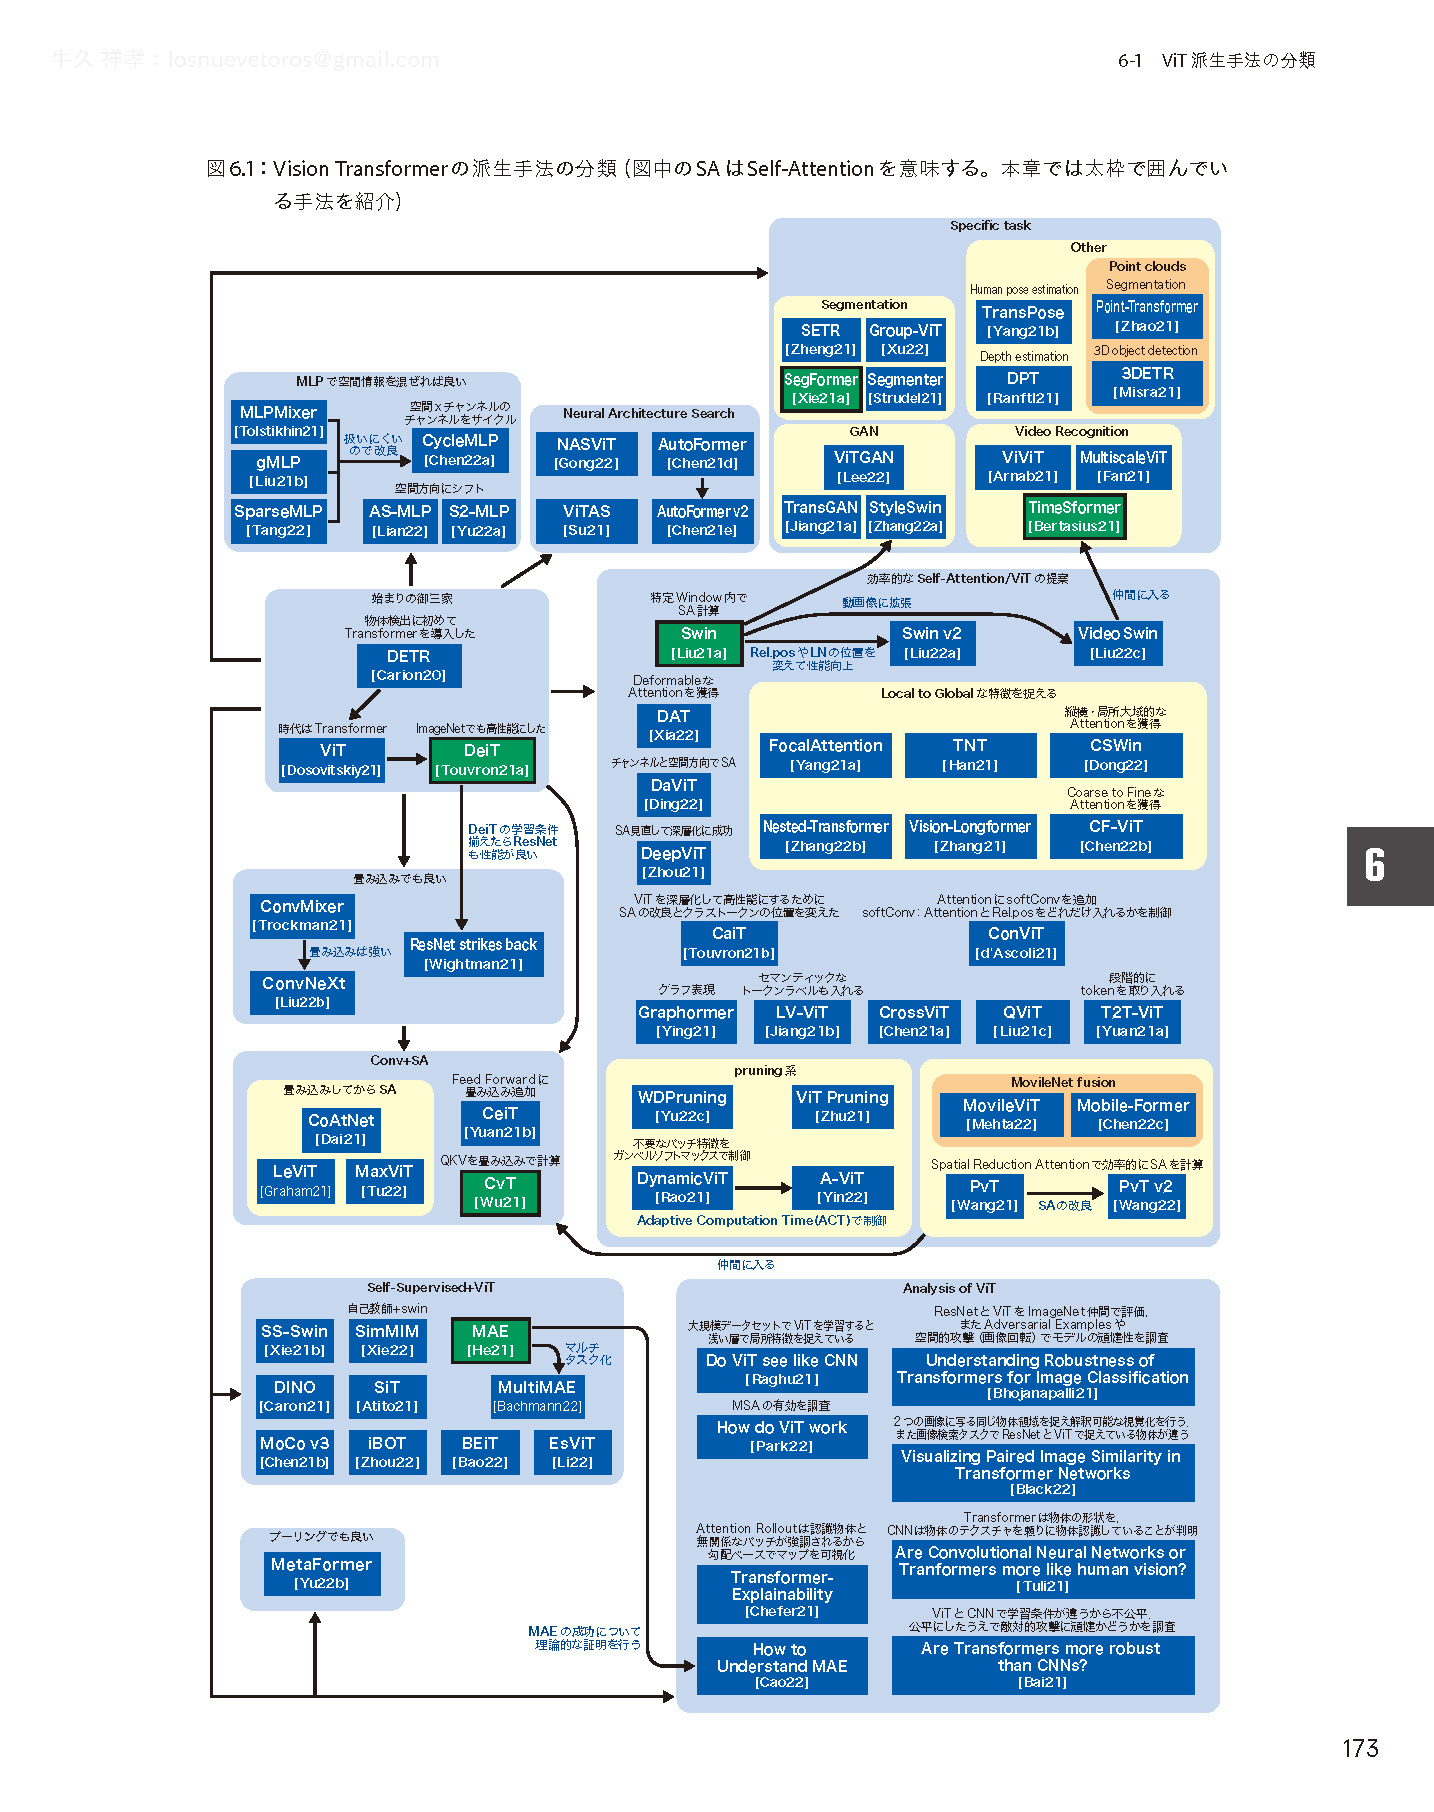 牛久 祥孝 : losnuevetoros@gmail.com
6-1 ViT 派生手法の分類
図6.1：Vision Transformerの派生手法の分類（図中のSAはSelf-Attentionを意味する。本章では太枠で囲んでい
る手法を紹介）
Specific task
Other
Point clouds
Segmentation
Point-Transformer
[Zhao21]
3D object detection
3DETR
[Misra21]
Human pose estimation
TransPose
[Yang21b]
Depth estimation
DPT
[Ranftl21]
Segmentation
SETR
[Zheng21]
Group-ViT
[Xu22]
SegFormer
[Xie21a]
Segmenter
[Strudel21]
GAN
ViTGAN
[Lee22]
TransGAN
[Jiang21a]
StyleSwin
[Zhang22a]
Video Recognition
ViViT
[Arnab21]
MultiscaleViT
[Fan21]
TimeSformer
[Bertasius21]
MLPで空間情報を混ぜれば良い
MLPMixer
[Tolstikhin21]
gMLP
[Liu21b]
SparseMLP
[Tang22]
扱いにくい
ので改良
空間×チャンネルの
チャンネルをサイクル
CycleMLP
[Chen22a]
空間方向にシフト
AS-MLP
[Lian22]
S2-MLP
[Yu22a]
Neural Architecture Search
NASViT
[Gong22]
AutoFormer
[Chen21d]
ViTAS
[Su21]
AutoFormer v2
[Chen21e]
始まりの御三家
物体検出に初めて
Transformerを導入した
DETR
[Carion20]
時代はTransformer
ViT
[Dosovitskiy21]
ImageNetでも高性能にした
DeiT
[Touvron21a]
DeiTの学習条件
揃えたらResNet
も性能が良い
効率的な Self-Attention/ViT の提案
特定Window内で
SA計算
Swin
[Liu21a]
動画像に拡張
仲間に入る
Rel.posやLNの位置を
変えて性能向上
Swin v2
[Liu22a]
Video Swin
[Liu22c]
Deformableな
Attentionを獲得
DAT
[Xia22]
チャンネルと空間方向でSA
DaViT
[Ding22]
SA見直して深層化に成功
DeepViT
[Zhou21]
Local to Globalな特徴を捉える
FocalAttention
[Yang21a]
TNT
[Han21]
縦横・局所大域的な
Attentionを獲得
CSWin
[Dong22]
Nested-Transformer
[Zhang22b]
Vision-Longformer
[Zhang21]
Coarse to Fineな
Attentionを獲得
CF-ViT
[Chen22b]
ViTを深層化して高性能にするために
SAの改良とクラストークンの位置を変えた
CaiT
[Touvron21b]
AttentionにsoftConvを追加
softConv：AttentionとRel.posをどれだけ入れるかを制御
ConViT
[d'Ascoli21]
グラフ表現
Graphormer
[Ying21]
セマンティックな
トークンラベルも入れる
LV-ViT
[Jiang21b]
CrossViT
[Chen21a]
QViT
[Liu21c]
段階的に
tokenを取り入れる
T2T-ViT
[Yuan21a]
pruning系
WDPruning
[Yu22c]
ViT Pruning
[Zhu21]
不要なパッチ特徴を
ガンベルソフトマックスで制御
DynamicViT
[Rao21]
A-ViT
[Yin22]
Adaptive Computation Time(ACT)で制御
MovileNet fusion
MovileViT
[Mehta22]
Mobile-Former
[Chen22c]
Spatial Reduction Attentionで効率的にSAを計算
PvT
[Wang21]
SAの改良
PvT v2
[Wang22]
仲間に入る
畳み込みでも良い
ConvMixer
[Trockman21]
畳み込みは強い
ConvNeXt
[Liu22b]
ResNet strikes back
[Wightman21]
Conv+SA
畳み込みしてからSA
CoAtNet
[Dai21]
LeViT
[Graham21]
MaxViT
[Tu22]
Feed Forwardに
畳み込み追加
CeiT
[Yuan21b]
QKVを畳み込みで計算
CvT
[Wu21]
6
Self-Supervised+ViT
自己教師+swin
SS-Swin
[Xie21b]
SimMIM
[Xie22]
MAE
[He21]
マルチ
タスク化
DINO
[Caron21]
SiT
[Atito21]
MultiMAE
[Bachmann22]
MoCo v3
[Chen21b]
iBOT
[Zhou22]
BEiT
[Bao22]
EsViT
[Li22]
プーリングでも良い
MetaFormer
[Yu22b]
MAEの成功について
理論的な証明を行う
Analysis of ViT
大規模データセットでViTを学習すると
浅い層で局所特徴を捉えている
Do ViT see like CNN
[Raghu21]
MSAの有効を調査
How do ViT work
[Park22]
Attention Rolloutは認識物体と
無関係なパッチが強調されるから
勾配ベースでマップを可視化
Transformer-
Explainability
[Chefer21]
How to
Understand MAE
[Cao22]
ResNetとViTをImageNet仲間で評価,
またAdversarial Examplesや
空間的攻撃（画像回転）でモデルの頑健性を調査
Understanding Robustness of
Transformers for Image Classification
[Bhojanapalli21]
2つの画像に写る同じ物体領域を捉え解釈可能な視覚化を行う,
また画像検索タスクでResNetとViTで捉えている物体が違う
Visualizing Paired Image Similarity in
Transformer Networks
[Black22]
Transformerは物体の形状を,
CNNは物体のテクスチャを頼りに物体認識していることが判明
Are Convolutional Neural Networks or
Tranformers more like human vision?
[Tuli21]
ViTとCNNで学習条件が違うから不公平,
公平にしたうえで敵対的攻撃に頑健かどうかを調査
Are Transformers more robust
than CNNs?
[Bai21]
173